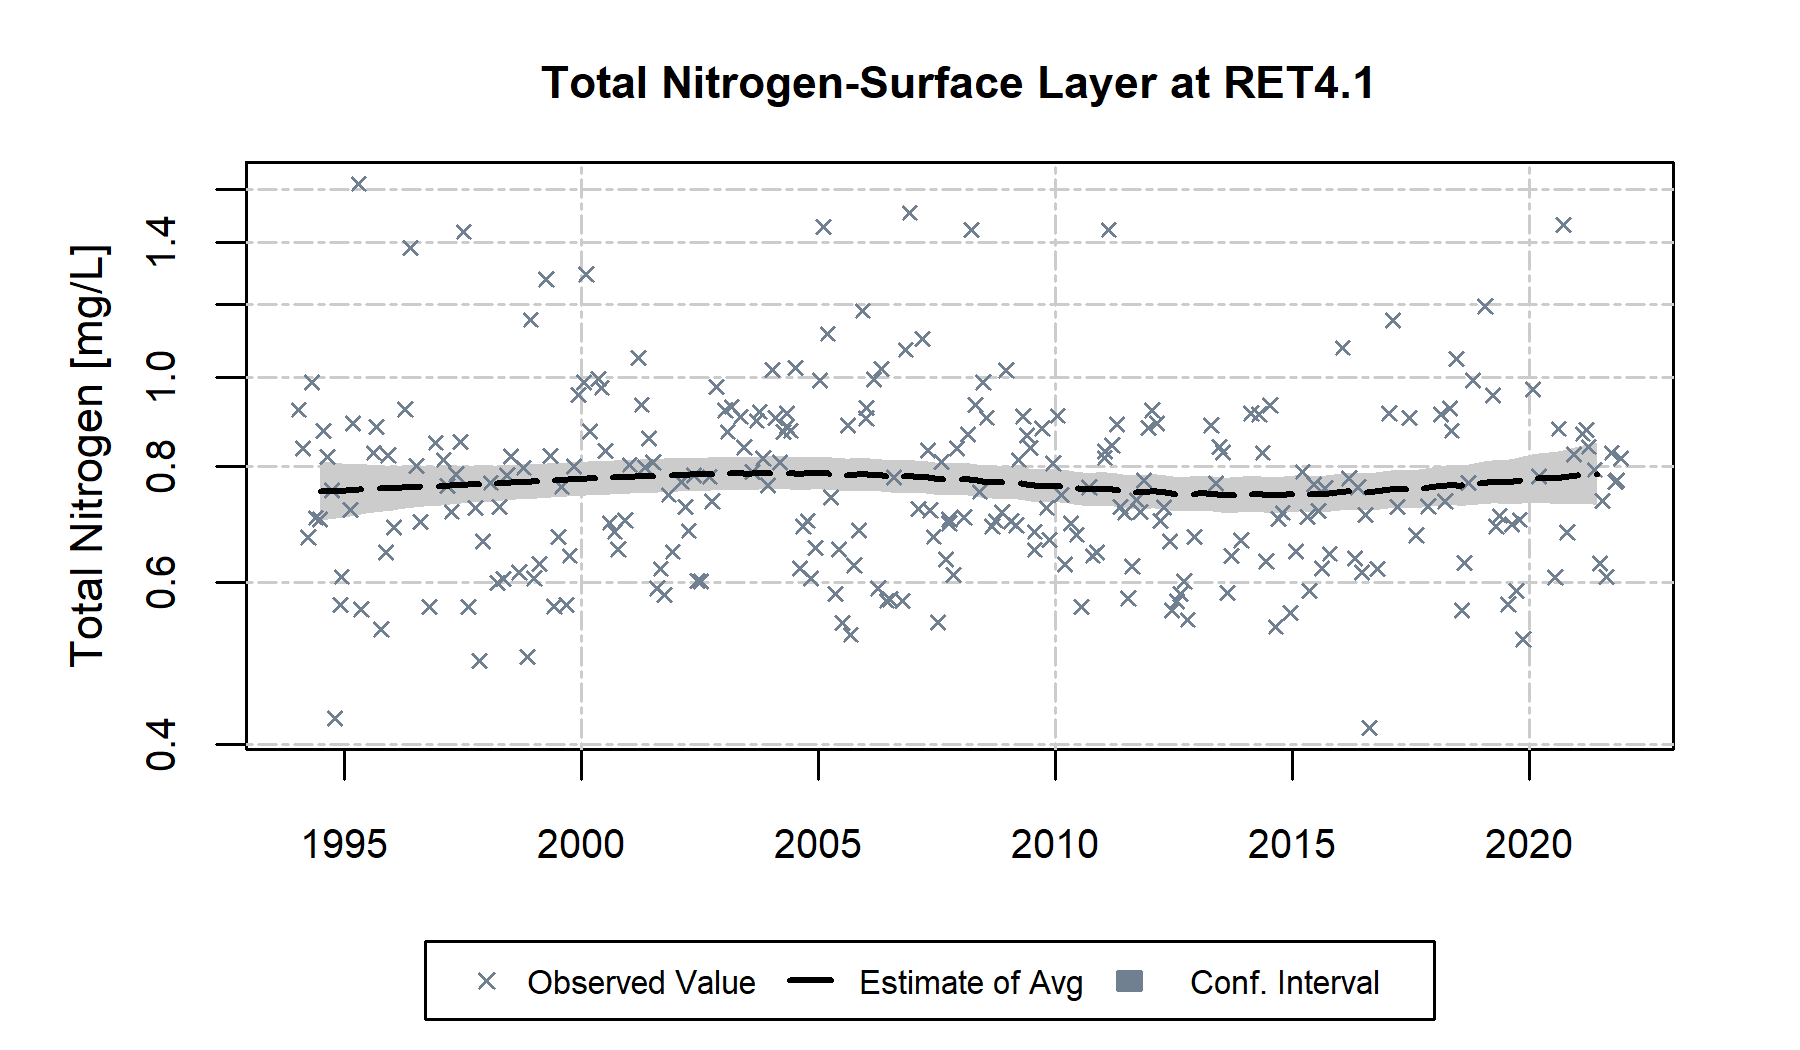 Total Nitrogen-Surface Layer at RET4.1
Total Nitrogen [mg/L]
1.4
1.0
0.8
0.6
0.4
1995 2000 2005 2010 2015 2020
Observed Value Estimate of Avg Conf. Interval